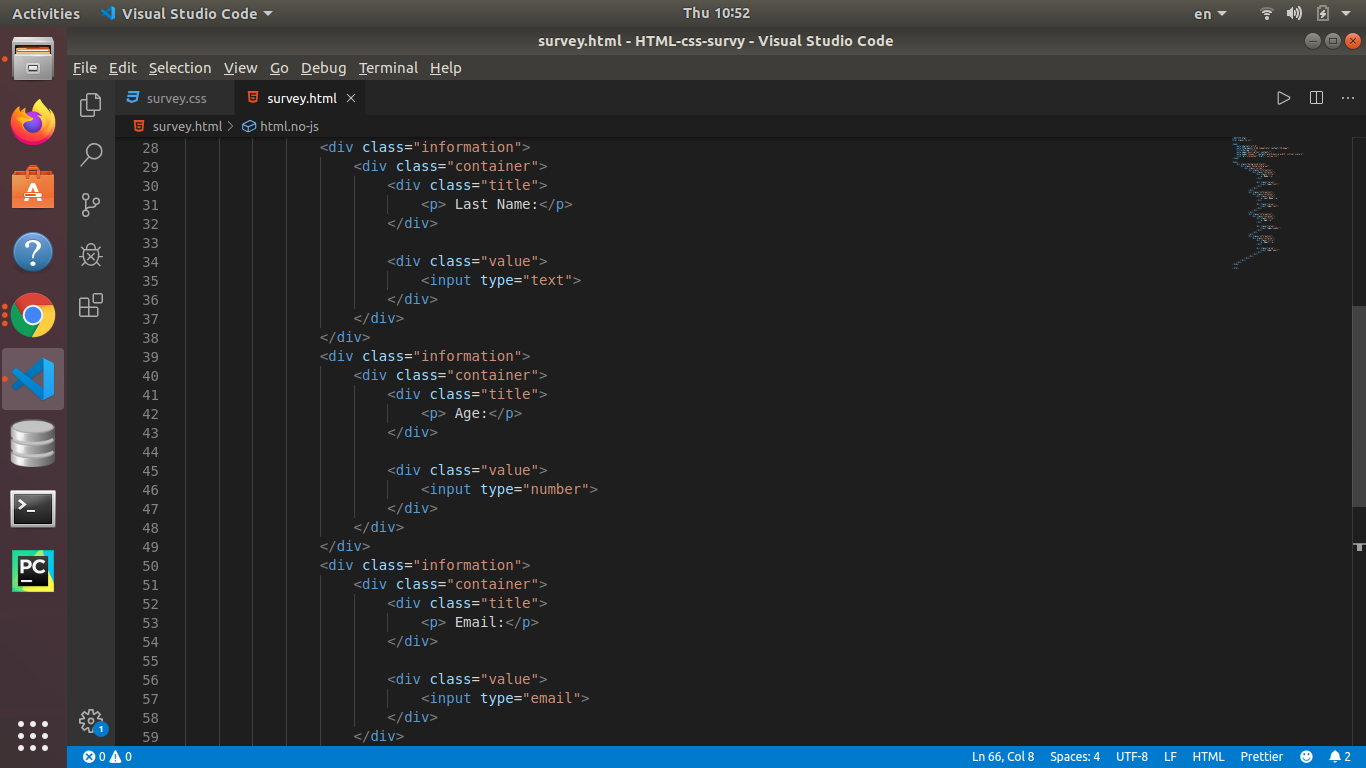 Activities Visual Studio Code Thu 10:52 en
survey.html - HTML-css-survy - Visual Studio Code
File Edit Selection View Go Debug Terminal Help
survey.css survey.html
survey.html html.no-js
28 <div class="information">
29 <div class="container">
30 <div class="title">
31 <p> Last Name:</p>
32 </div>
33
34 <div class="value">
35 <input type="text">
36 </div>
37 </div>
38 </div>
39 <div class="information">
40 <div class="container">
41 <div class="title">
42 <p> Age:</p>
43 </div>
44
45 <div class="value">
46 <input type="number">
47 </div>
48 </div>
49 </div>
50 <div class="information">
51 <div class="container">
52 <div class="title">
53 <p> Email:</p>
54 </div>
55
56 <div class="value">
57 <input type="email">
58 </div>
59 </div>
PC
1
0 0 Ln 66, Col 8 Spaces: 4 UTF-8 LF HTML Prettier 2